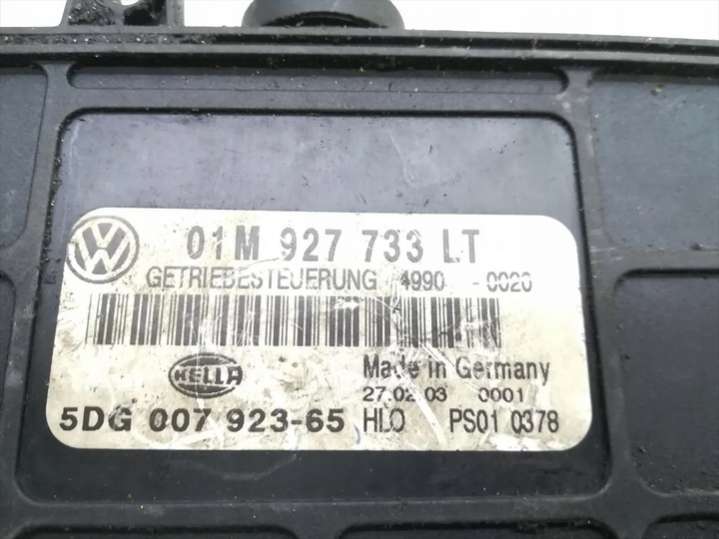 VW 01M 927 733 LT
GETRIEBESTEUERUNG 4990 -0020
HELLA
Made in Germany
27.02.03 0001
5DG 007 923-65 HLO PS01 0378